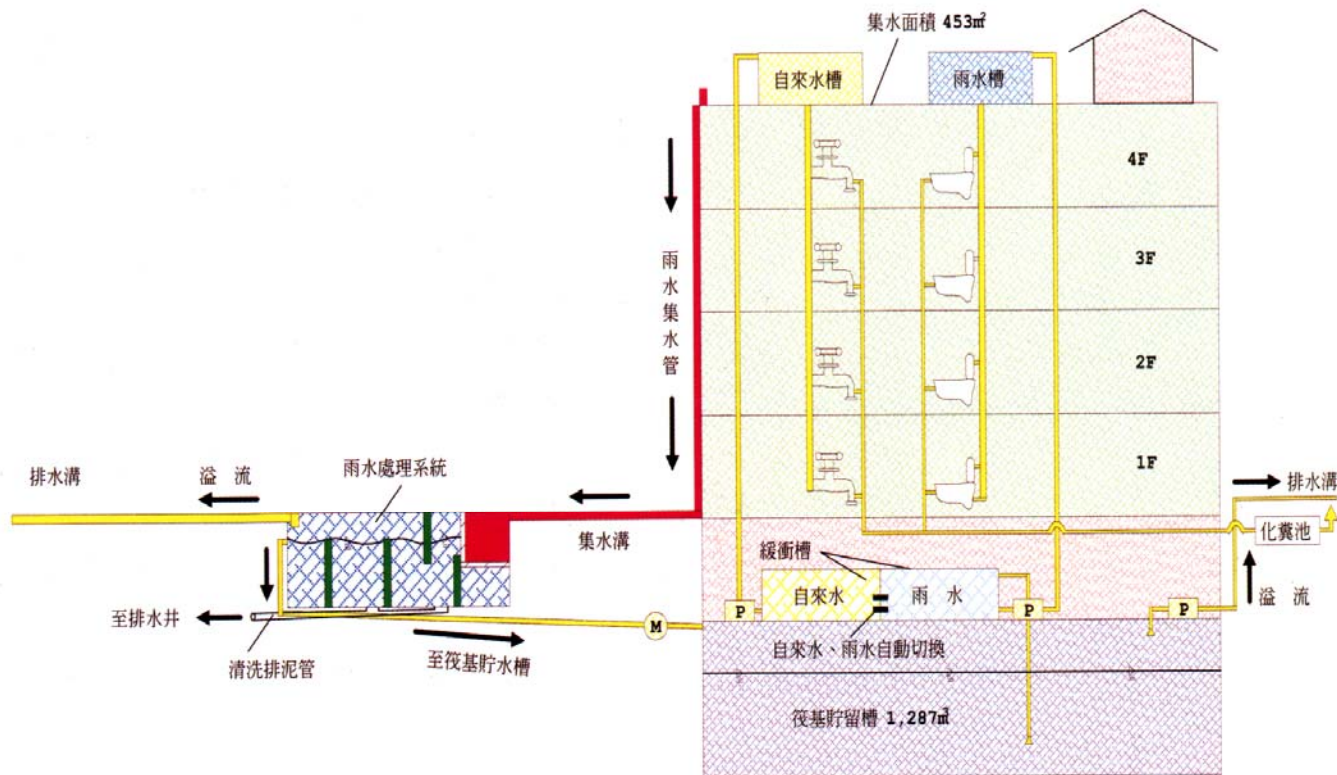 集水面積 453㎡
自來水槽
雨水槽
4F
3F
2F
1F
雨水集水管
排水溝
溢 流
雨水處理系統
集水溝
排水溝
化糞池
溢 流
緩衝槽
自來水
雨 水
P
P
P
M
至排水井
清洗排泥管
至筏基貯水槽
自來水、雨水自動切換
筏基貯留槽 1,287㎥